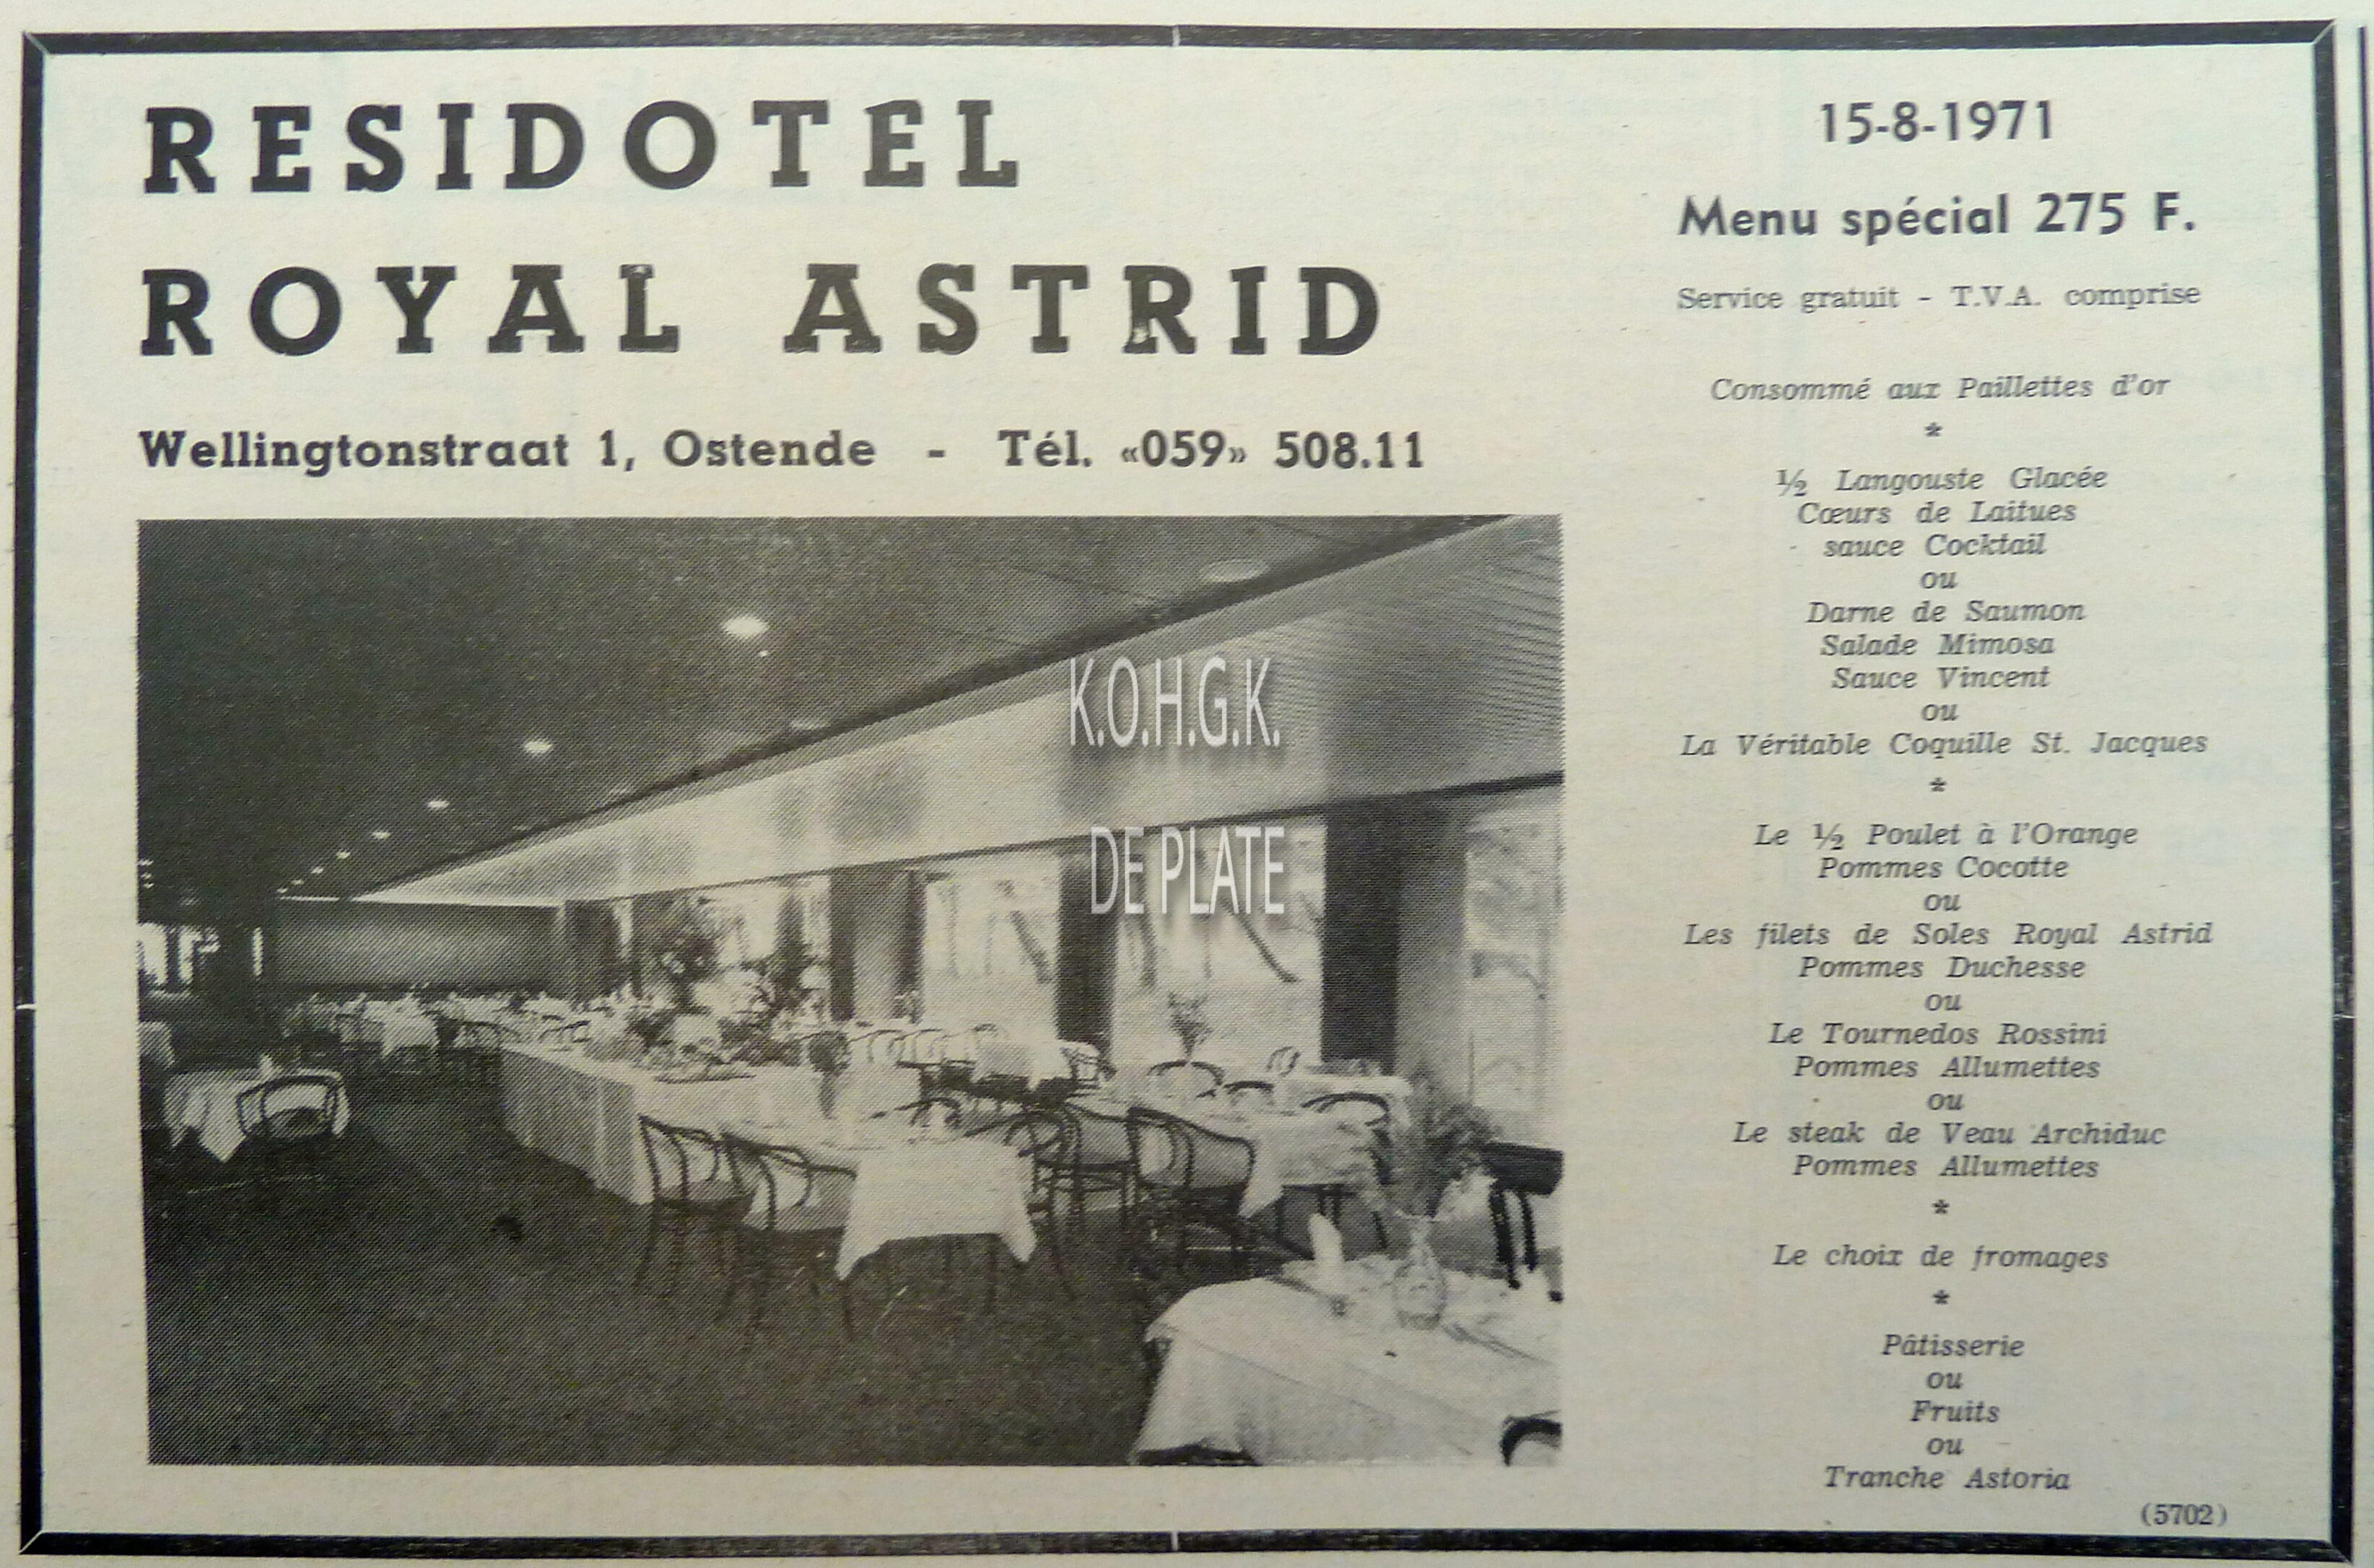 RESIDOTEL
ROYAL ASTRID
Wellingtonstraat 1, Ostende - Tél. «059» 508.11
K.O.H.G.K.
DE PLATE
15-8-1971
Menu spécial 275 F.
Service gratuit - T.V.A. comprise
Consommé aux Paillettes d'or
*
½ Langouste Glacée
Cœurs de Laitues
sauce Cocktail
ou
Darne de Saumon
Salade Mimosa
Sauce Vincent
ou
La Véritable Coquille St. Jacques
*
Le ½ Poulet à l'Orange
Pommes Cocotte
ou
Les filets de Soles Royal Astrid
Pommes Duchesse
ou
Le Tournedos Rossini
Pommes Allumettes
ou
Le steak de Veau Archiduc
Pommes Allumettes
*
Le choix de fromages
*
Pâtisserie
ou
Fruits
ou
Tranche Astoria
(5702)